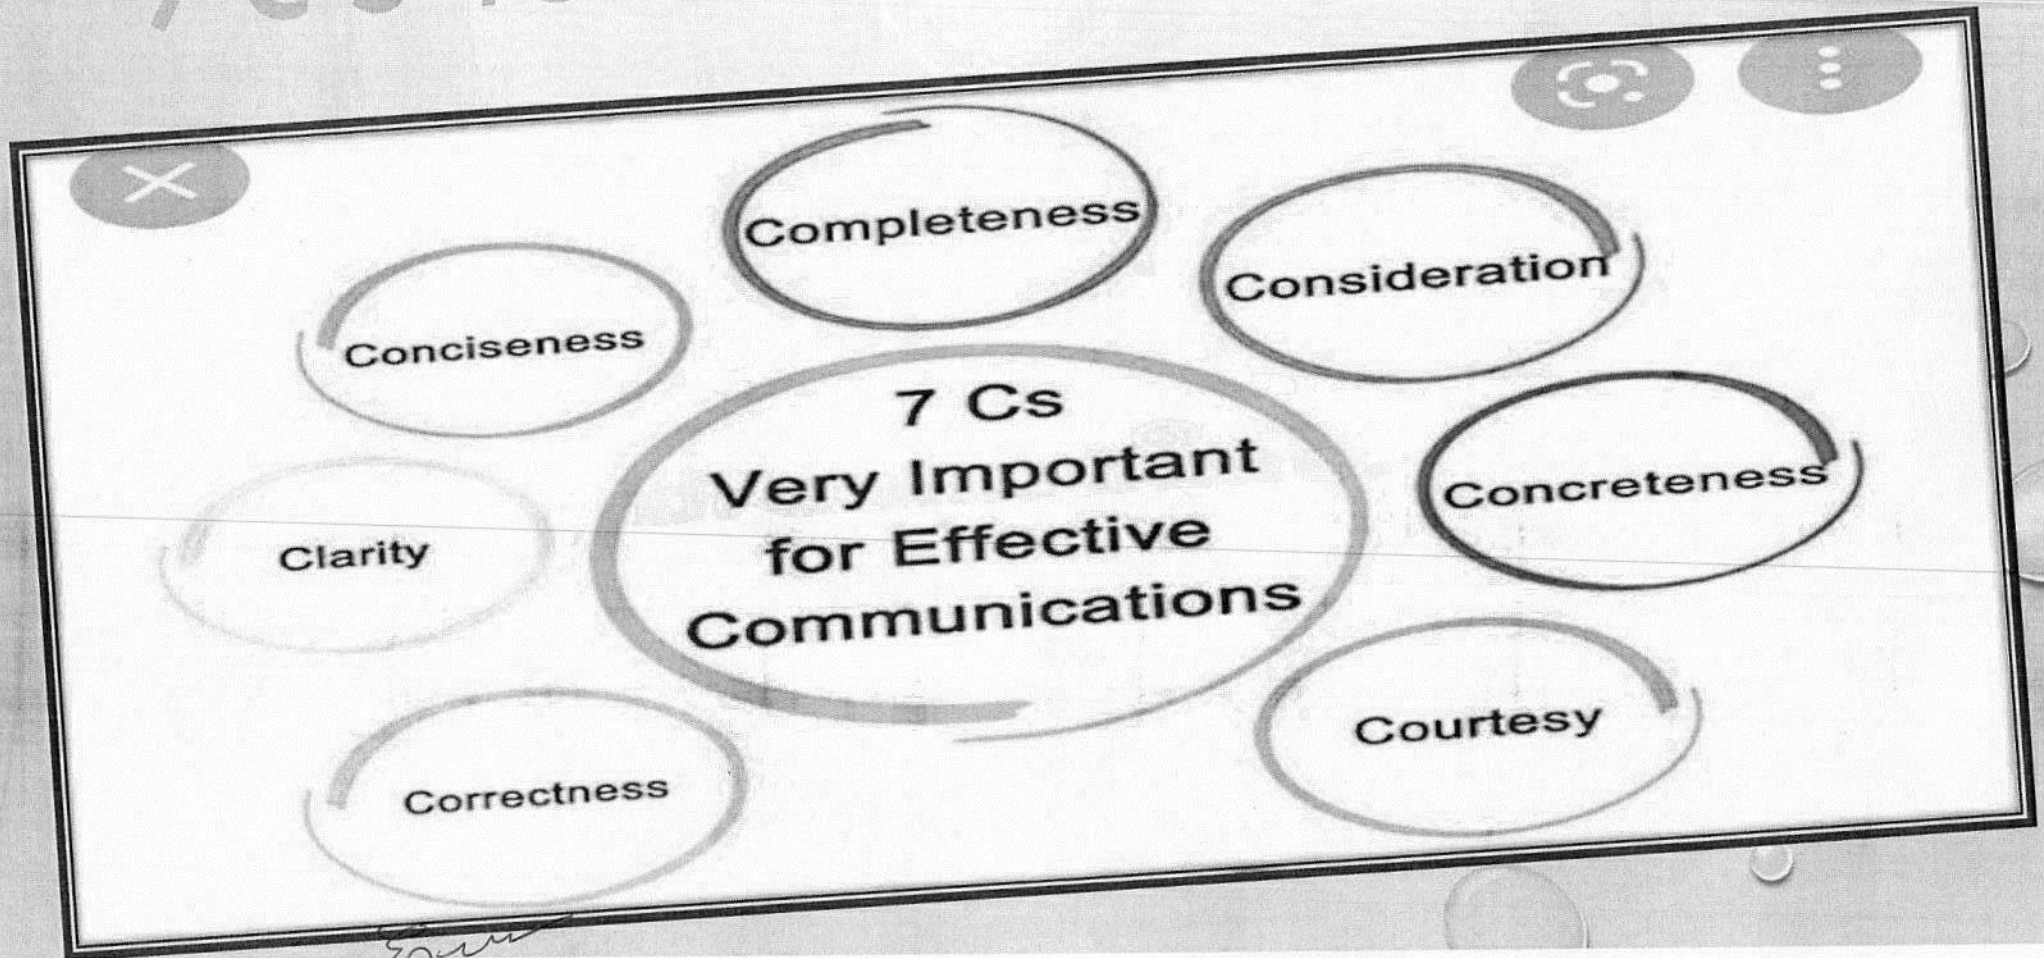 Completeness
Consideration
Conciseness
7 Cs
Very Important
for Effective
Communications
Concreteness
Clarity
Courtesy
Correctness